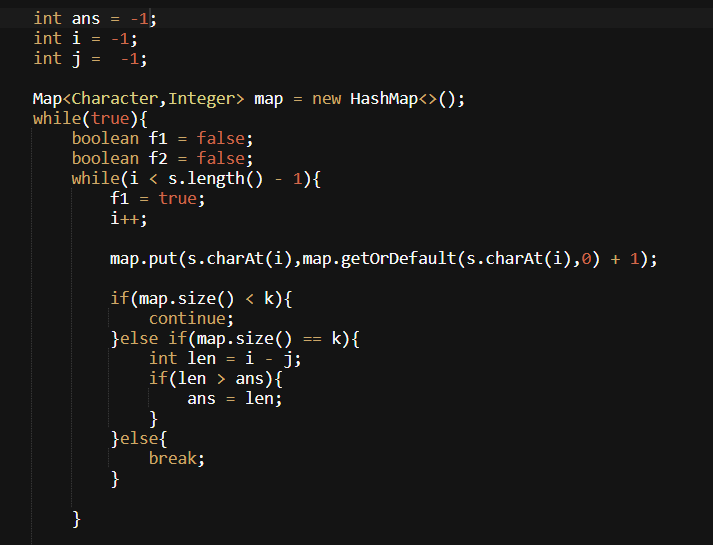 int ans = -1;
int i = -1;
int j =  -1;
Map<Character,Integer> map = new HashMap<>();
while(true){
boolean f1 = false;
boolean f2 = false;
while(i < s.length() - 1){
f1 = true;
i++;
map.put(s.charAt(i),map.getOrDefault(s.charAt(i),0) + 1);
if(map.size() < k){
continue;
}else if(map.size() == k){
int len = i - j;
if(len > ans){
ans = len;
}
}else{
break;
}
}